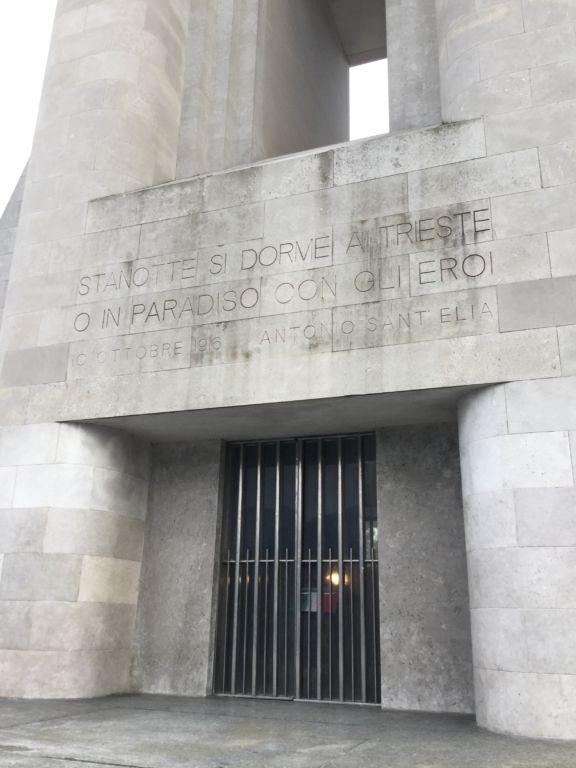 STANOTTE SI DORME A TRIESTE
O IN PARADISO CON GLI EROI
10 OTTOBRE 1916 ANTONIO SANT'ELIA